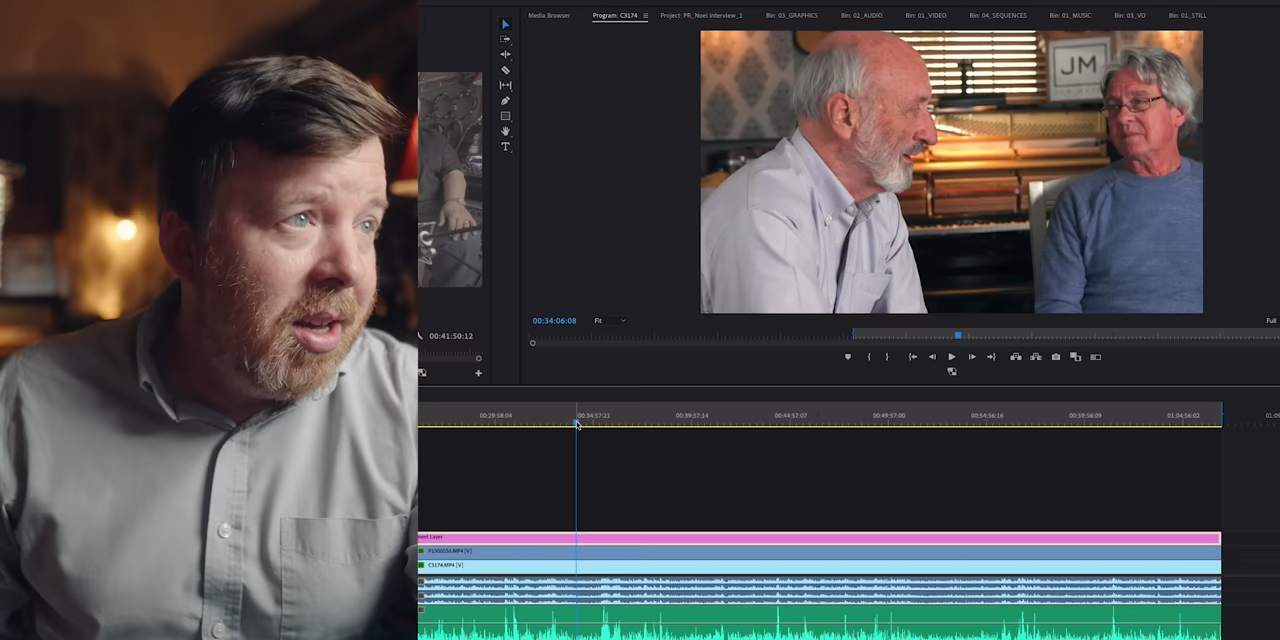 Media Browser
Program: C3174
Project: PR_Noel Interview_1
Bin: 03_GRAPHICS
Bin: 02_AUDIO
Bin: 01_VIDEO
Bin: 04_SEQUENCES
Bin: 01_MUSIC
Bin: 03_VO
Bin: 01_STILL
JM
00:34:06:08
Fit
Full
00:41:50:12
00:29:58:04
00:34:57:21
00:39:57:14
00:44:57:07
00:49:57:00
00:54:56:16
00:59:56:09
01:04:56:02
ment Layer
C3174.MP4 [V]